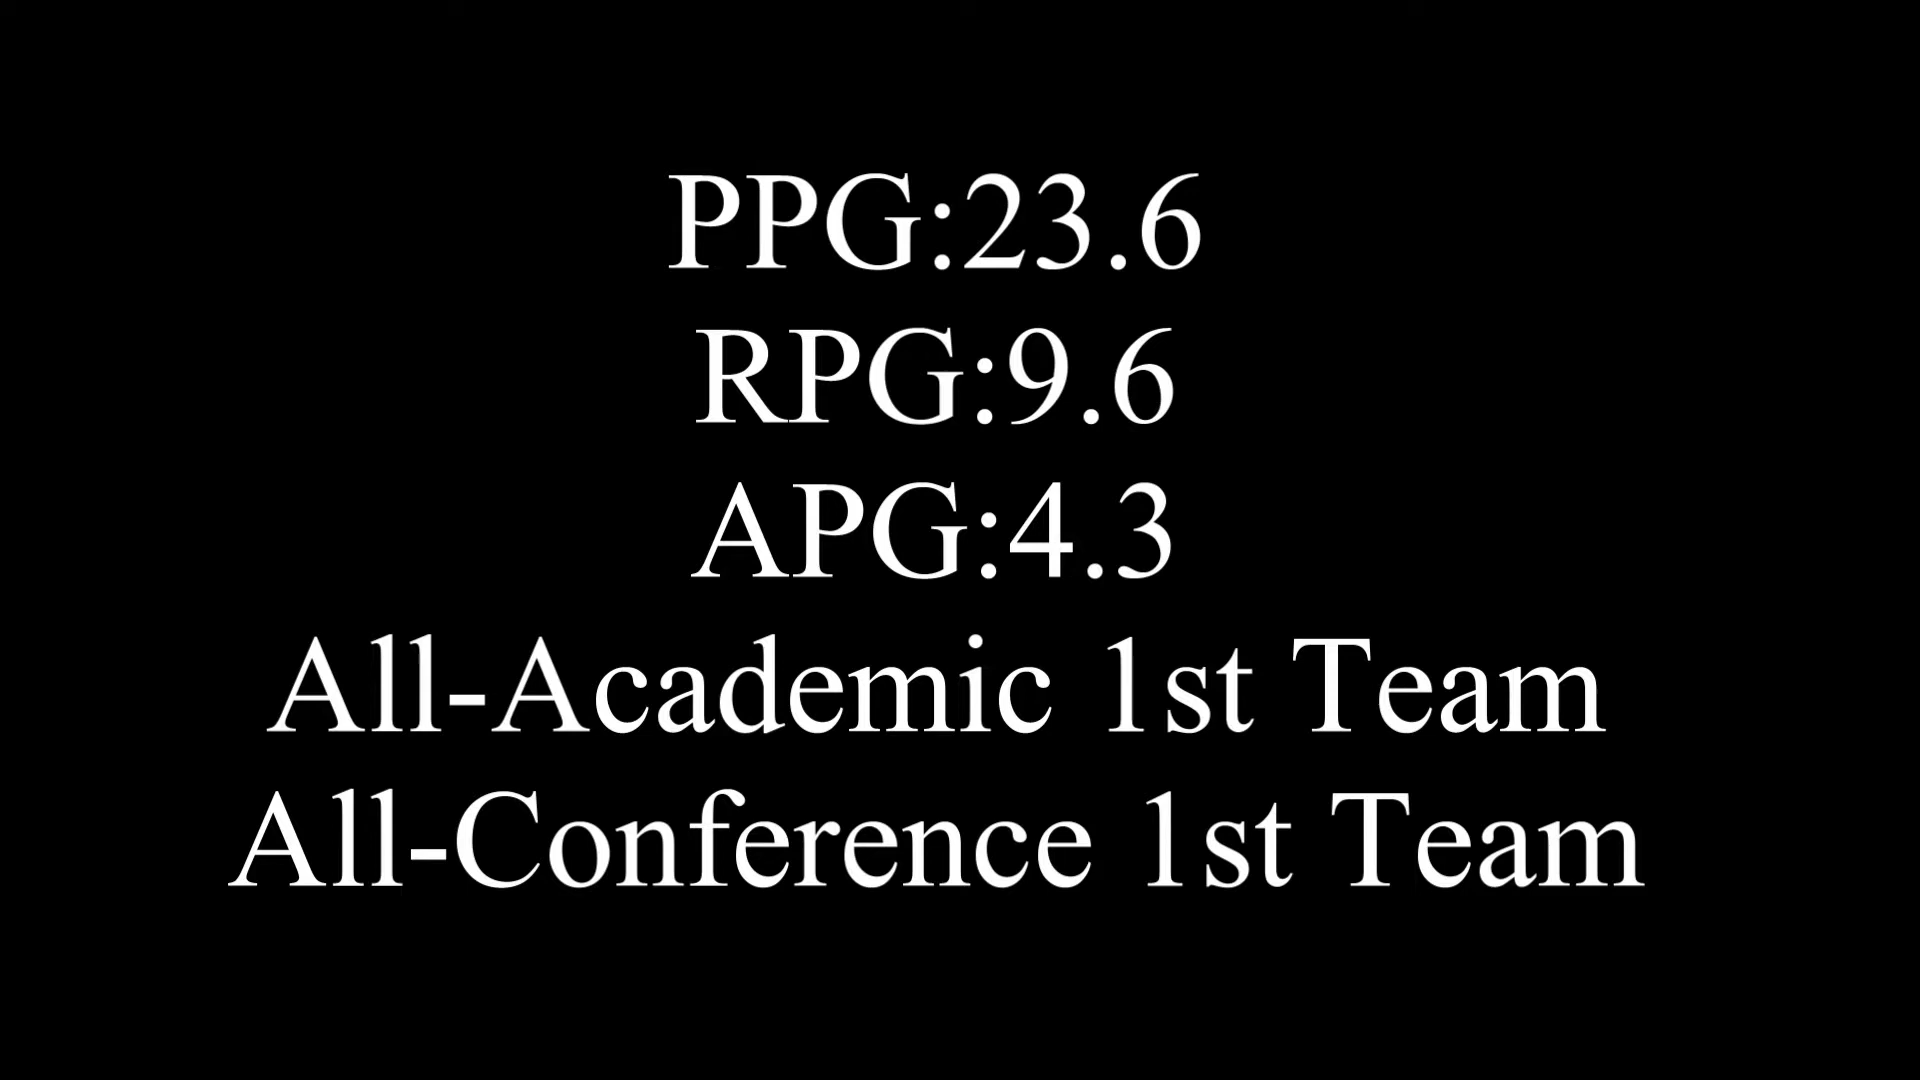 PPG:23.6
RPG:9.6
APG:4.3
All-Academic 1st Team
All-Conference 1st Team